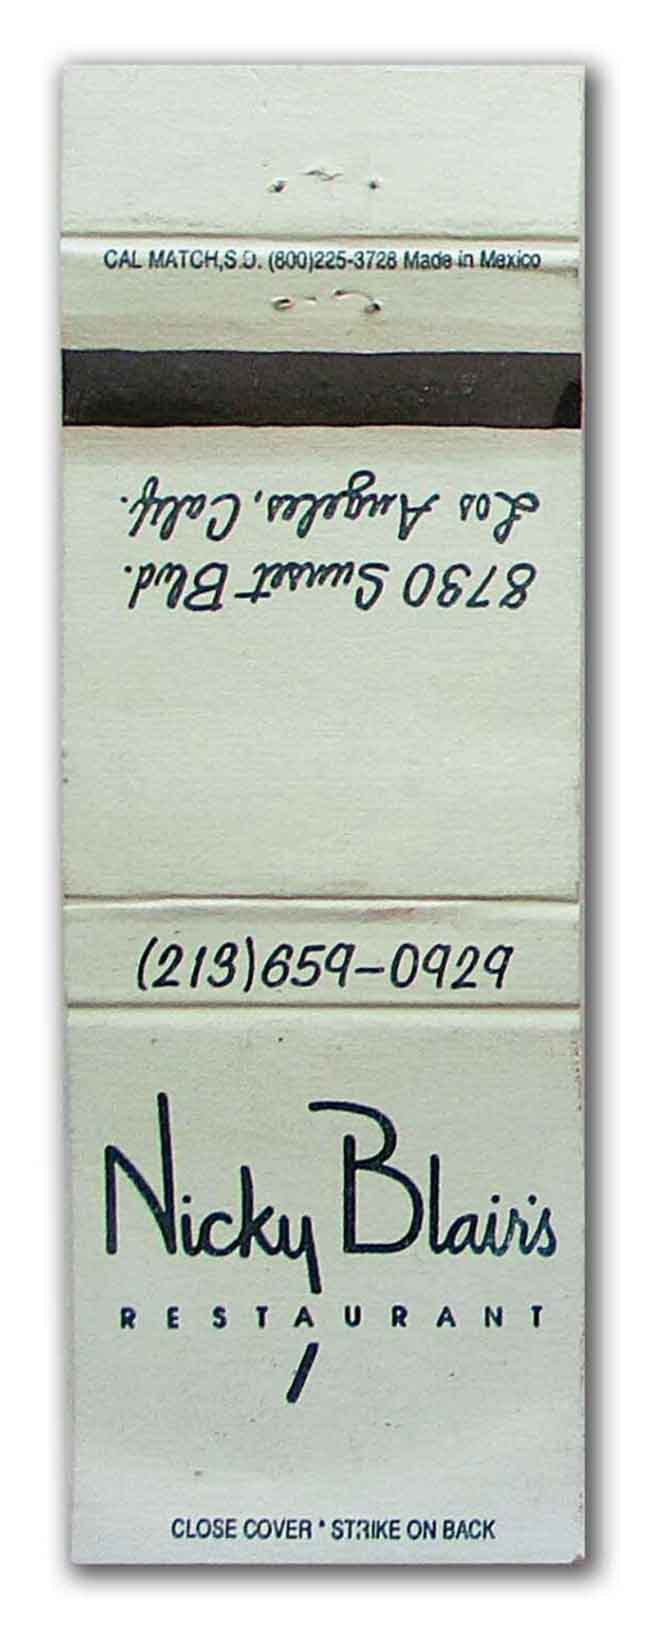 CAL MATCH,S.D. (800)225-3728 Made in Mexico
8730 Sunset Blvd.
Los Angeles, Calif.
(213)659-0929
Nicky Blair's
RESTAURANT
CLOSE COVER * STRIKE ON BACK